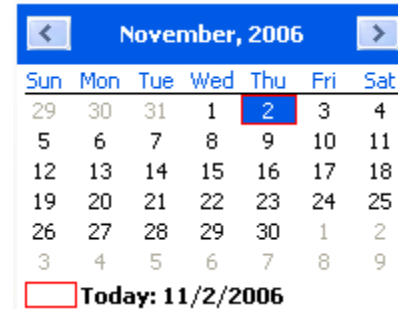 November, 2006
Sun Mon Tue Wed Thu Fri Sat
29 30 31 1 2 3 4
5 6 7 8 9 10 11
12 13 14 15 16 17 18
19 20 21 22 23 24 25
26 27 28 29 30 1 2
3 4 5 6 7 8 9
Today: 11/2/2006